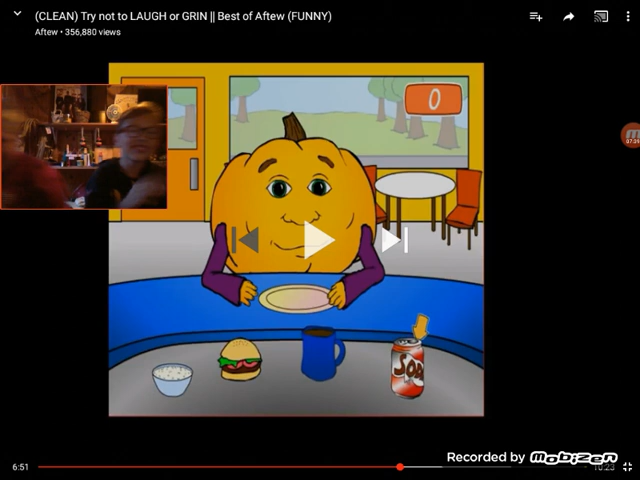 (CLEAN) Try not to LAUGH or GRIN || Best of Aftew (FUNNY)
Aftew • 356,880 views
0
SODA
6:51
10:23
Recorded by Mobizen